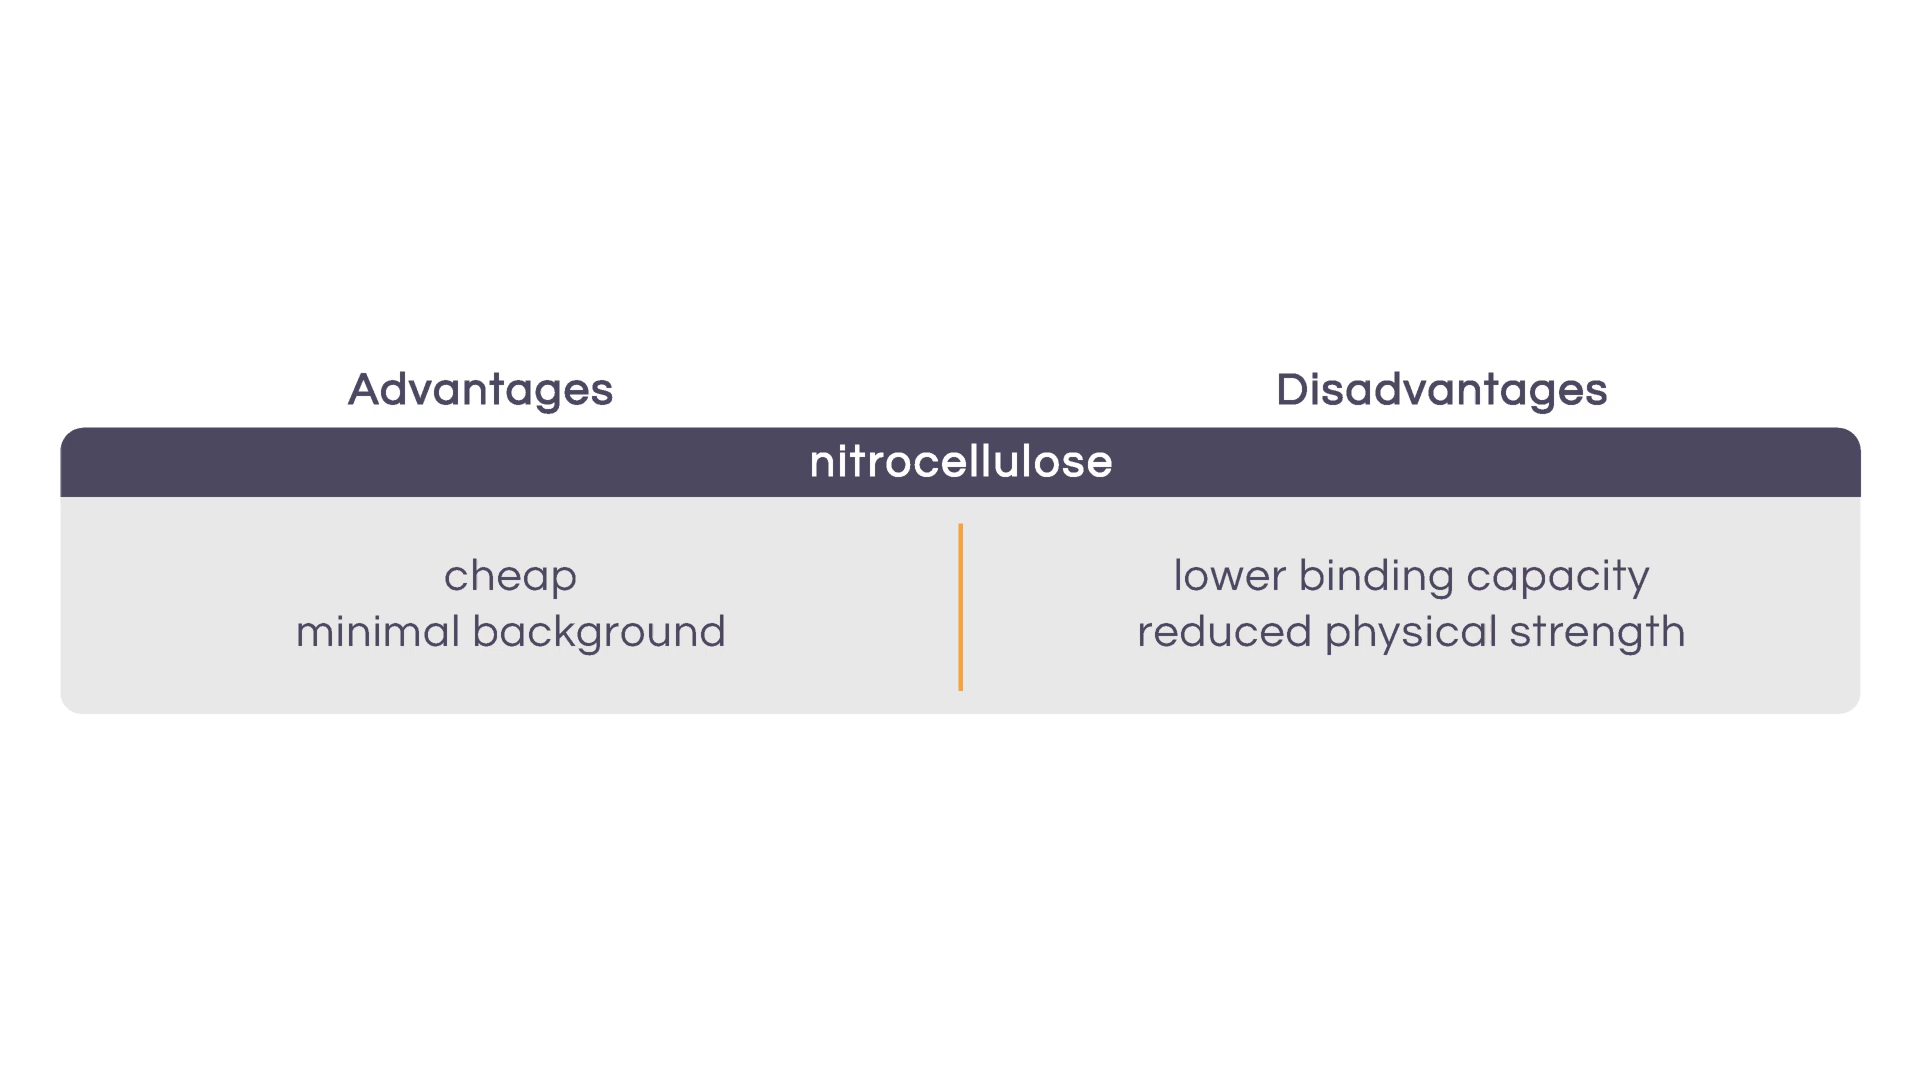 Advantages
Disadvantages
nitrocellulose
cheap
minimal background
lower binding capacity
reduced physical strength